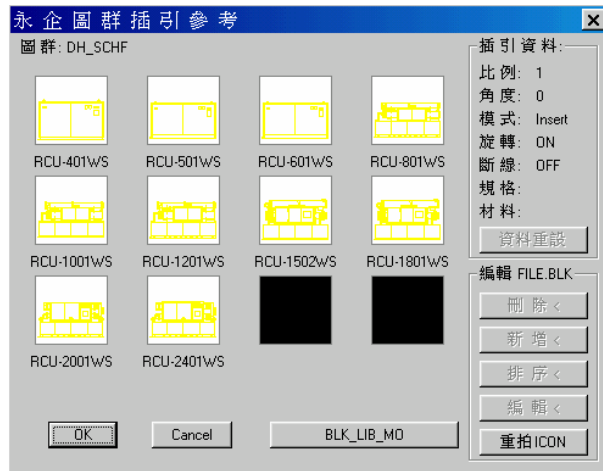 永企圖群插引參考
圖群: DH_SCHF
RCU-401WS RCU-501WS RCU-601WS RCU-801WS
RCU-1001WS RCU-1201WS RCU-1502WS RCU-1801WS
RCU-2001WS RCU-2401WS
OK Cancel BLK_LIB_MO
插引資料:
比例: 1
角度: 0
模式: Insert
旋轉: ON
斷線: OFF
規格:
材料:
資料重設
編輯 FILE.BLK
刪除<
新增<
排序<
編輯<
重拍ICON